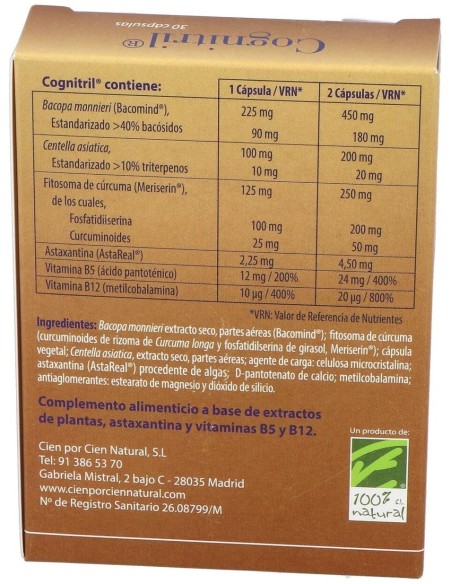 Cognitril®
30 cápsulas
Cognitril® contiene: 1 Cápsula / VRN* 2 Cápsulas / VRN*
Bacopa monnieri (Bacomind®), 225 mg 450 mg
Estandarizado >40% bacósidos 90 mg 180 mg
Centella asiatica, 100 mg 200 mg
Estandarizado >10% triterpenos 10 mg 20 mg
Fitosoma de cúrcuma (Meriserin®), 125 mg 250 mg
de los cuales,
Fosfatidilserina 100 mg 200 mg
Curcuminoides 25 mg 50 mg
Astaxantina (AstaReal®) 2,25 mg 4,50 mg
Vitamina B5 (ácido pantoténico) 12 mg / 200% 24 mg / 400%
Vitamina B12 (metilcobalamina) 10 µg / 400% 20 µg / 800%
*VRN: Valor de Referencia de Nutrientes
Ingredientes: Bacopa monnieri extracto seco, partes aéreas (Bacomind®); fitosoma de cúrcuma
(curcuminoides de rizoma de Curcuma longa y fosfatidilserina de girasol, Meriserin®); cápsula
vegetal; Centella asiatica, extracto seco, partes aéreas; agente de carga: celulosa microcristalina;
astaxantina (AstaReal®) procedente de algas; D-pantotenato de calcio; metilcobalamina;
antiaglomerantes: estearato de magnesio y dióxido de silicio.
Complemento alimenticio a base de extractos
de plantas, astaxantina y vitaminas B5 y B12.
Cien por Cien Natural, S.L
Tel: 91 386 53 70
Gabriela Mistral, 2 bajo C - 28035 Madrid
www.cienporciennatural.com
Nº de Registro Sanitario 26.08799/M
Un producto de:
100%
natural